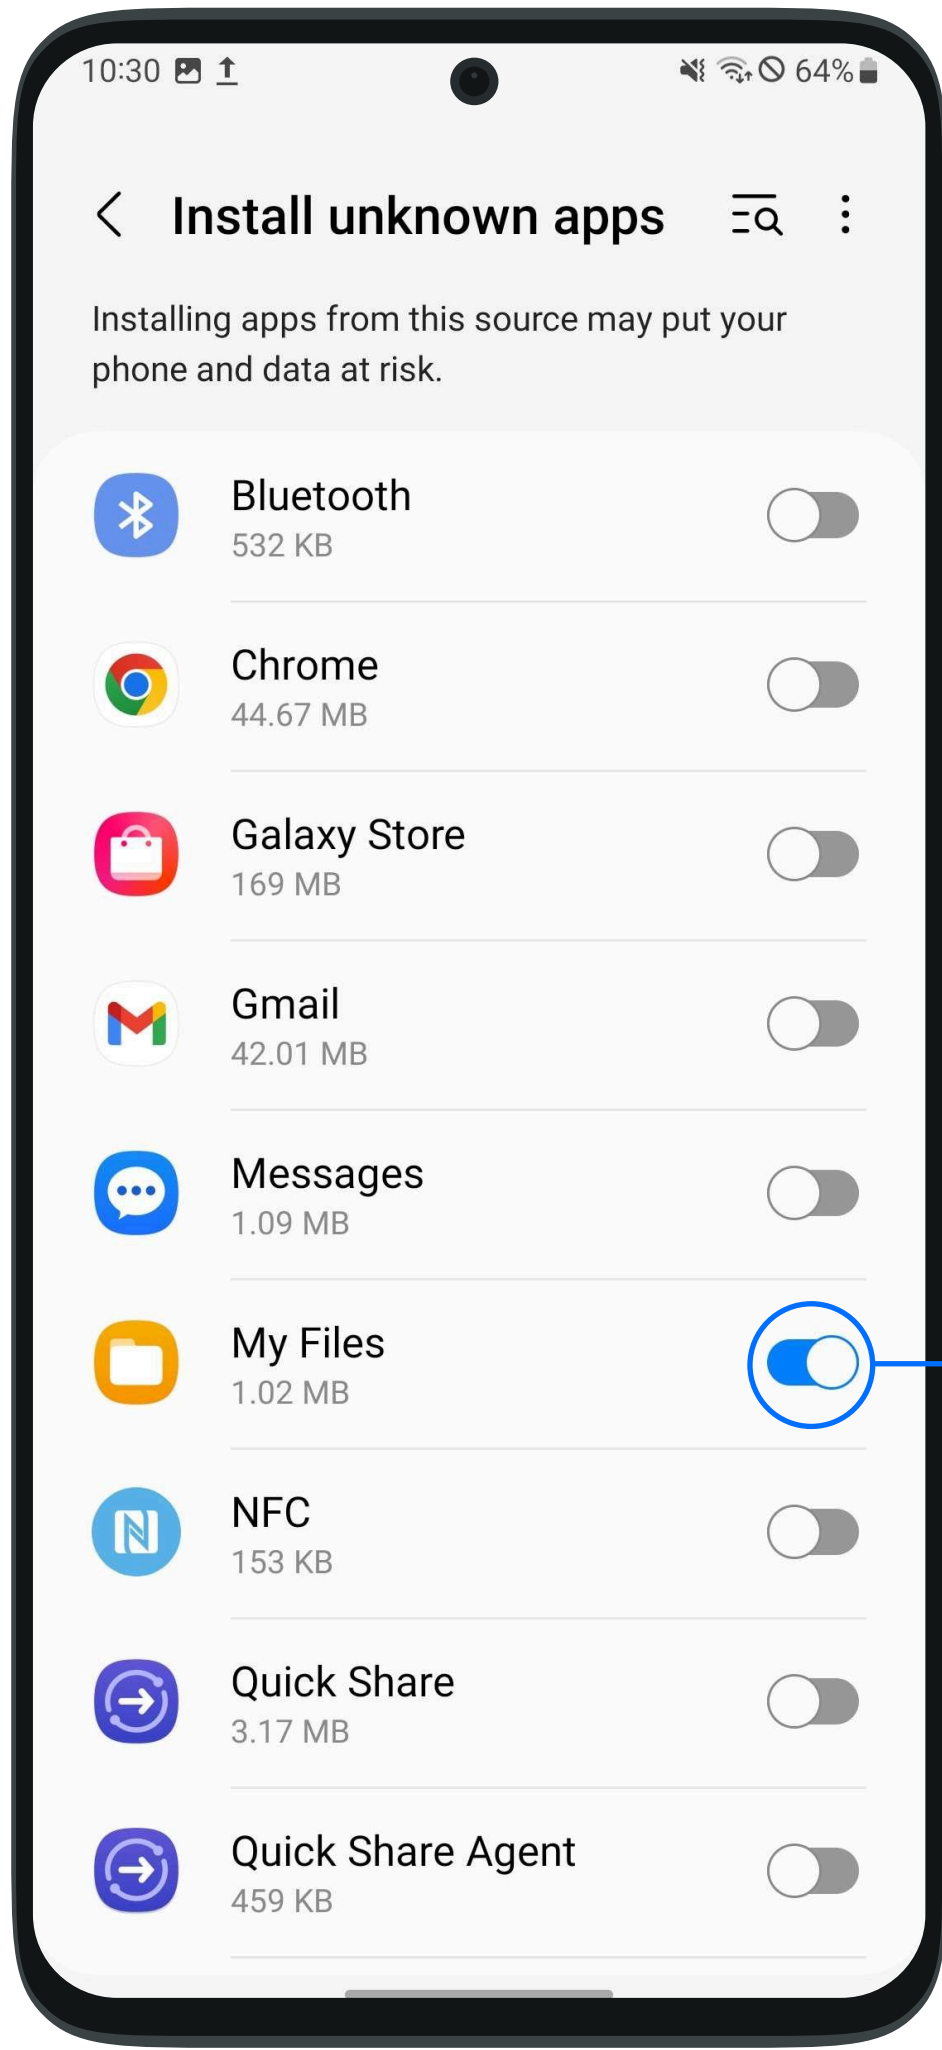 10:30 64%
Install unknown apps
Installing apps from this source may put your
phone and data at risk.
Bluetooth
532 KB
Chrome
44.67 MB
Galaxy Store
169 MB
Gmail
42.01 MB
Messages
1.09 MB
My Files
1.02 MB
NFC
153 KB
Quick Share
3.17 MB
Quick Share Agent
459 KB